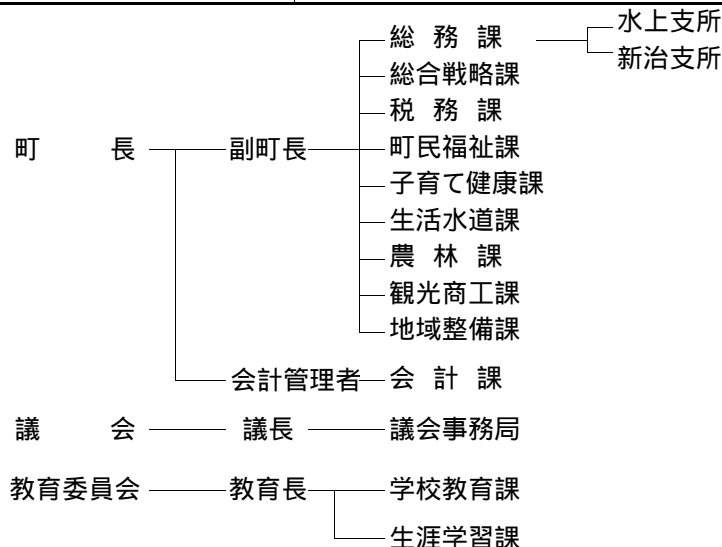 総務課 水上支所
新治支所
総合戦略課
税務課
町長 副町長 町民福祉課
子育て健康課
生活水道課
農林課
観光商工課
地域整備課
会計管理者 会計課
議会 議長 議会事務局
教育委員会 教育長 学校教育課
生涯学習課